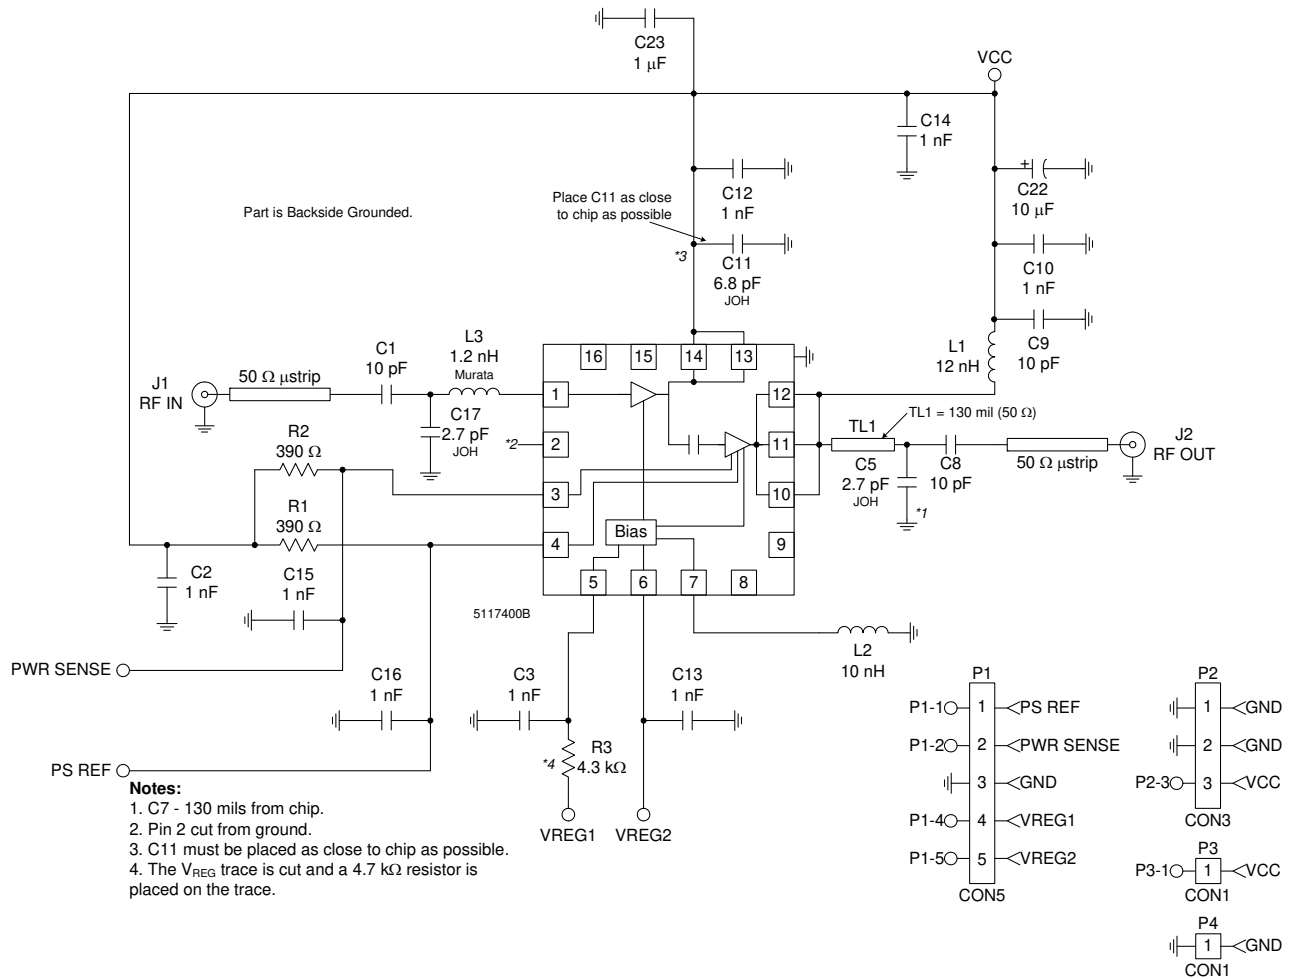 C23
1 μF
VCC
C14
1 nF
C12
1 nF
C22
10 μF
+
Place C11 as close
to chip as possible
Part is Backside Grounded.
*3
C11
6.8 pF
JOH
C10
1 nF
C9
10 pF
L1
12 nH
J1
RF IN
50 Ω μstrip
C1
10 pF
L3
1.2 nH
Murata
C17
2.7 pF
JOH
16
15
14
13
1
2
3
4
5
6
7
8
9
10
11
12
Bias
*2
R2
390 Ω
R1
390 Ω
TL1
TL1 = 130 mil (50 Ω)
C5
2.7 pF
JOH
*1
C8
10 pF
50 Ω μstrip
J2
RF OUT
C2
1 nF
C15
1 nF
5117400B
PWR SENSE
C16
1 nF
C3
1 nF
C13
1 nF
L2
10 nH
PS REF
*4
R3
4.3 kΩ
VREG1
VREG2
Notes:
1. C7 - 130 mils from chip.
2. Pin 2 cut from ground.
3. C11 must be placed as close to chip as possible.
4. The VREG trace is cut and a 4.7 kΩ resistor is
placed on the trace.
P1
P1-1 1 PS REF
P1-2 2 PWR SENSE
3 GND
P1-4 4 VREG1
P1-5 5 VREG2
CON5
P2
1 GND
2 GND
P2-3 3 VCC
CON3
P3
P3-1 1 VCC
CON1
P4
1 GND
CON1